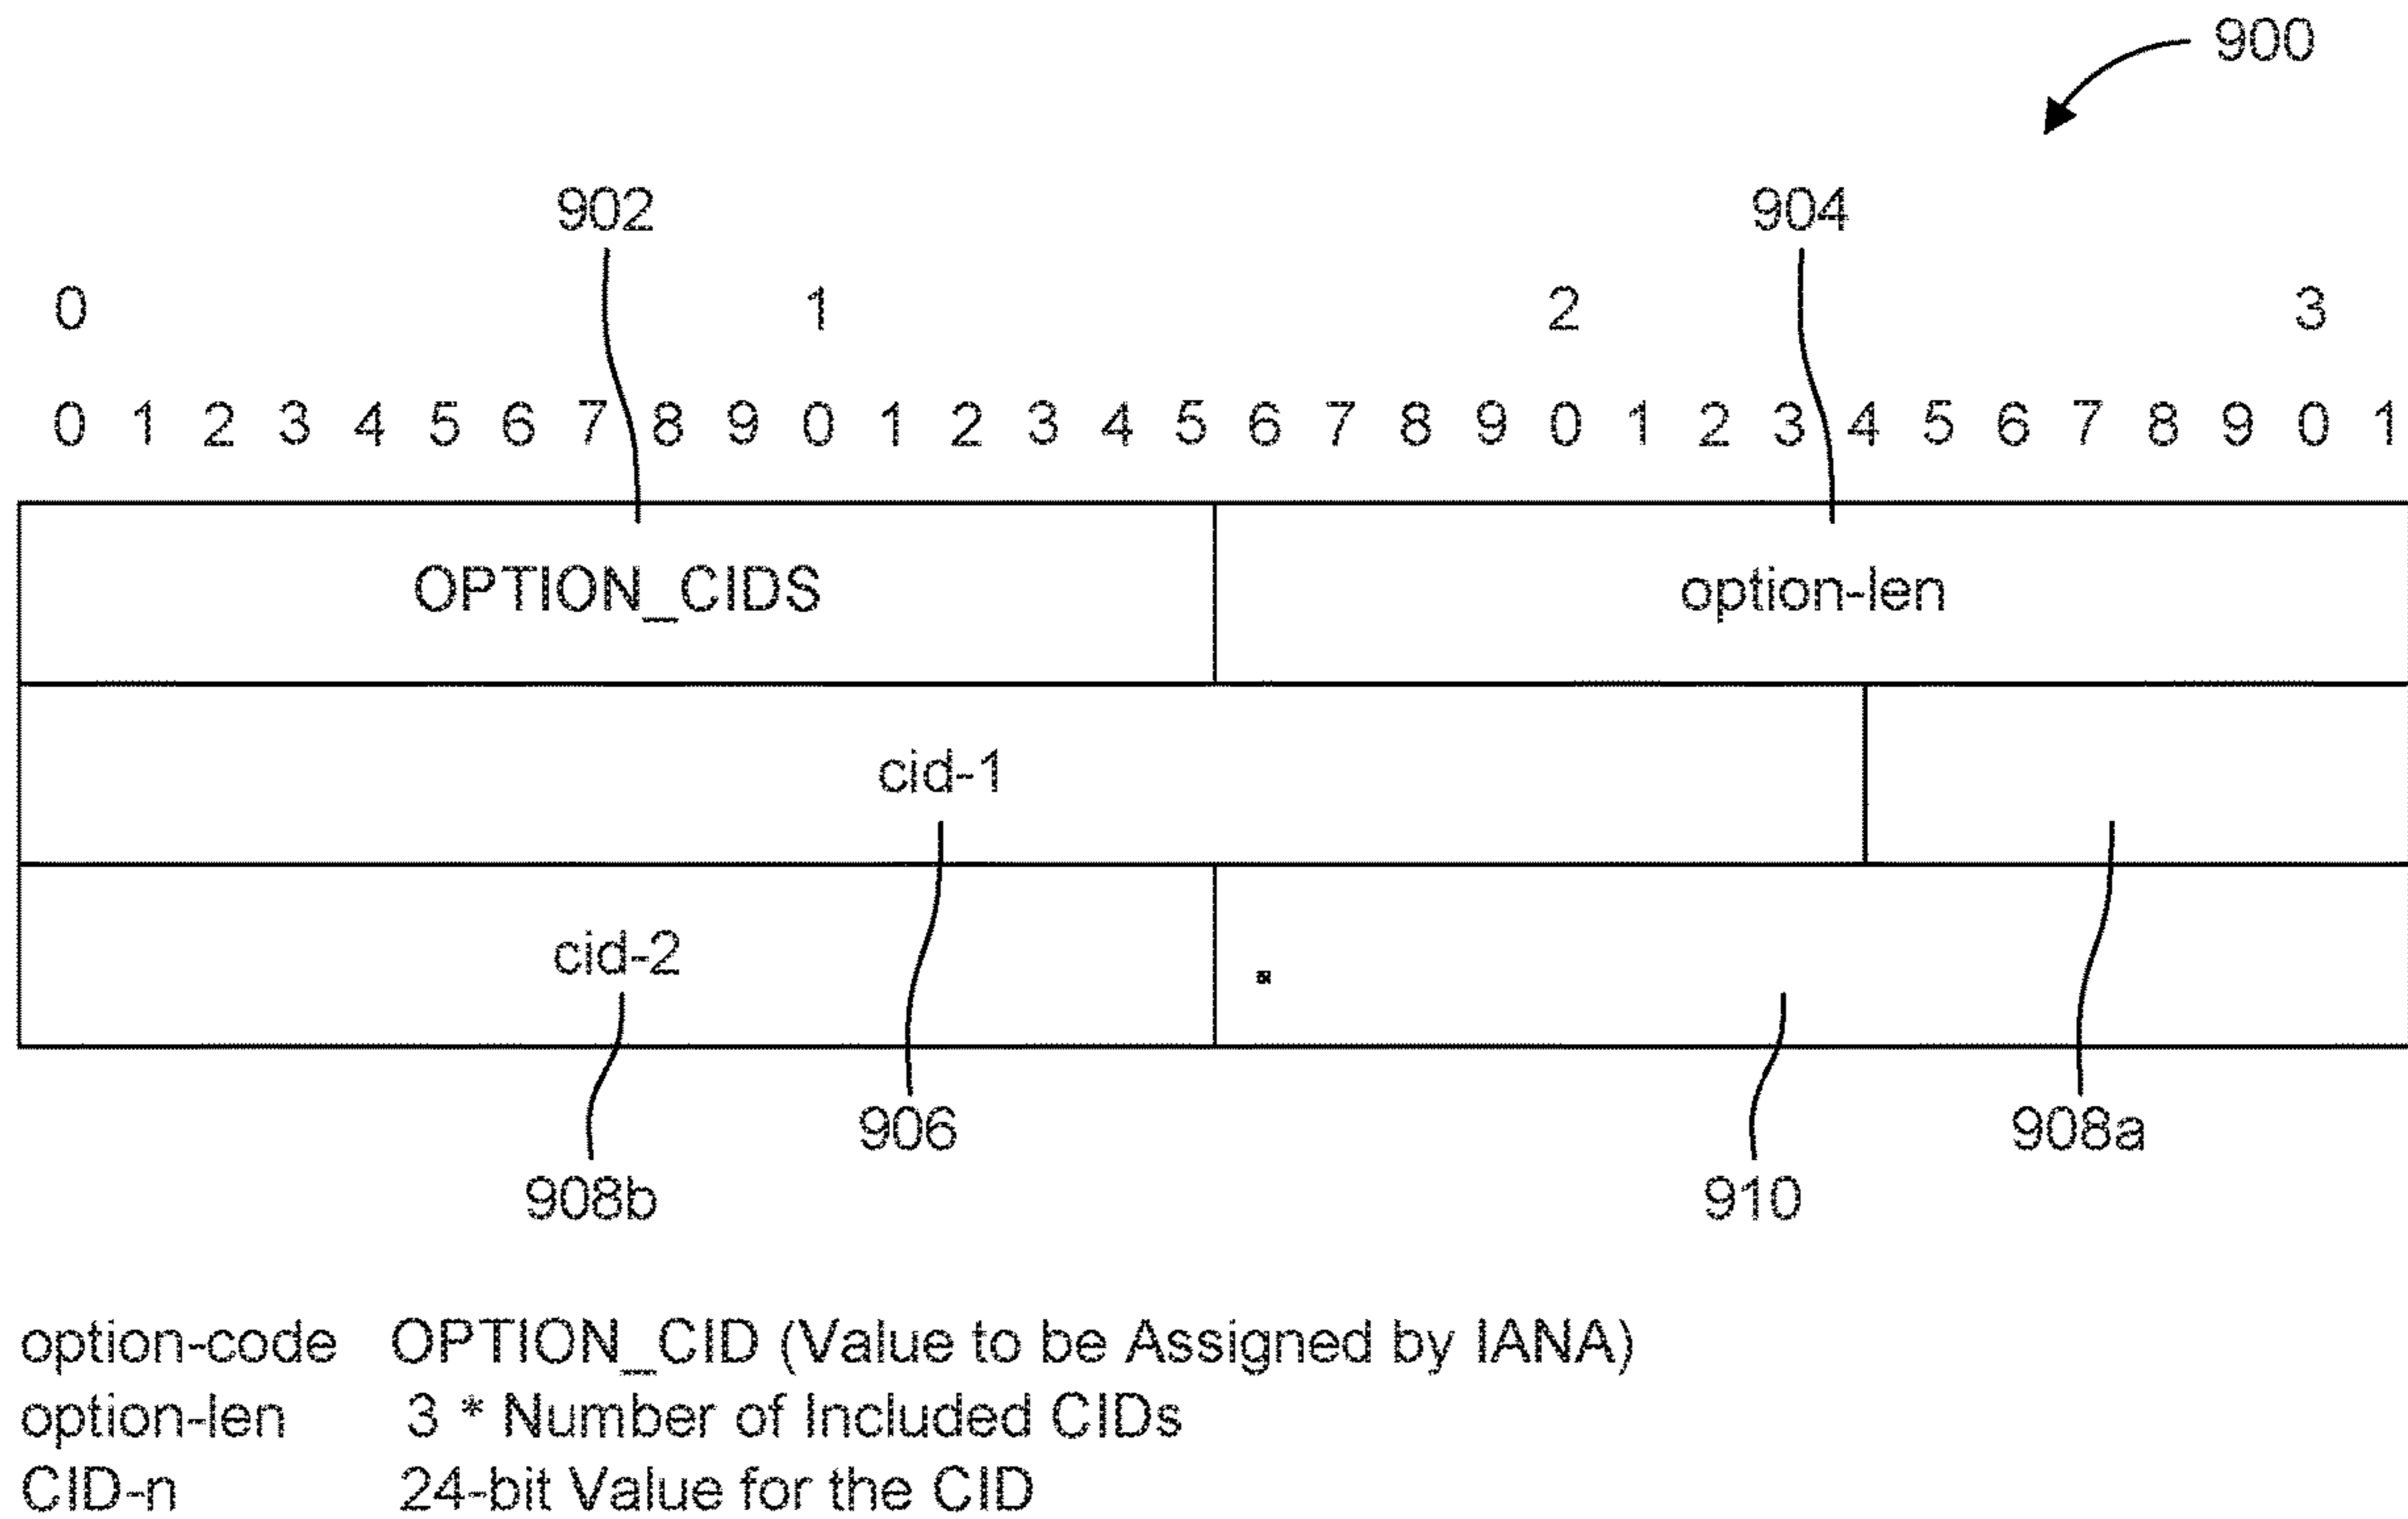 900
902 904
0 1 2 3
0 1 2 3 4 5 6 7 8 9 0 1 2 3 4 5 6 7 8 9 0 1 2 3 4 5 6 7 8 9 0 1
OPTION_CIDS option-len
cid-1
cid-2 .
906 908a
908b 910
option-code OPTION_CID (Value to be Assigned by IANA)
option-len 3 * Number of Included CIDs
CID-n 24-bit Value for the CID